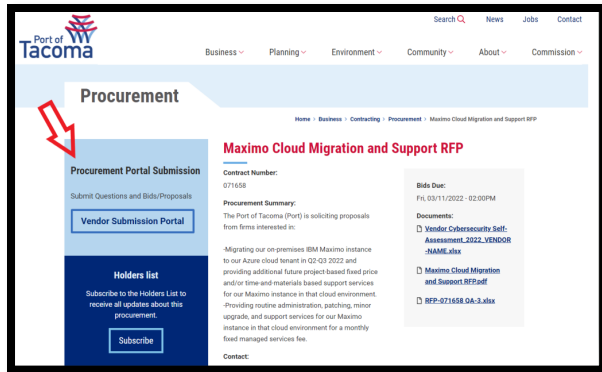 Search News Jobs Contact
Port of
Tacoma
Business Planning Environment Community About Commission
Procurement
Home > Business > Contracting > Procurement > Maximo Cloud Migration and Support RFP
Procurement Portal Submission
Submit Questions and Bids/Proposals
Vendor Submission Portal
Holders list
Subscribe to the Holders List to
receive all updates about this
procurement.
Subscribe
Maximo Cloud Migration and Support RFP
Contract Number:
071658
Procurement Summary:
The Port of Tacoma (Port) is soliciting proposals
from firms interested in:
-Migrating our on-premises IBM Maximo instance
to our Azure cloud tenant in Q2-Q3 2022 and
providing additional future project-based fixed price
and/or time-and-materials based support services
for our Maximo instance in that cloud environment.
-Providing routine administration, patching, minor
upgrade, and support services for our Maximo
instance in that cloud environment for a monthly
fixed managed services fee.
Contact:
Bids Due:
Fri, 03/11/2022 - 02:00PM
Documents:
Vendor Cybersecurity Self-
Assessment_2022_VENDOR
-NAME.xlsx
Maximo Cloud Migration
and Support RFP.pdf
RFP-071658 QA-3.xlsx